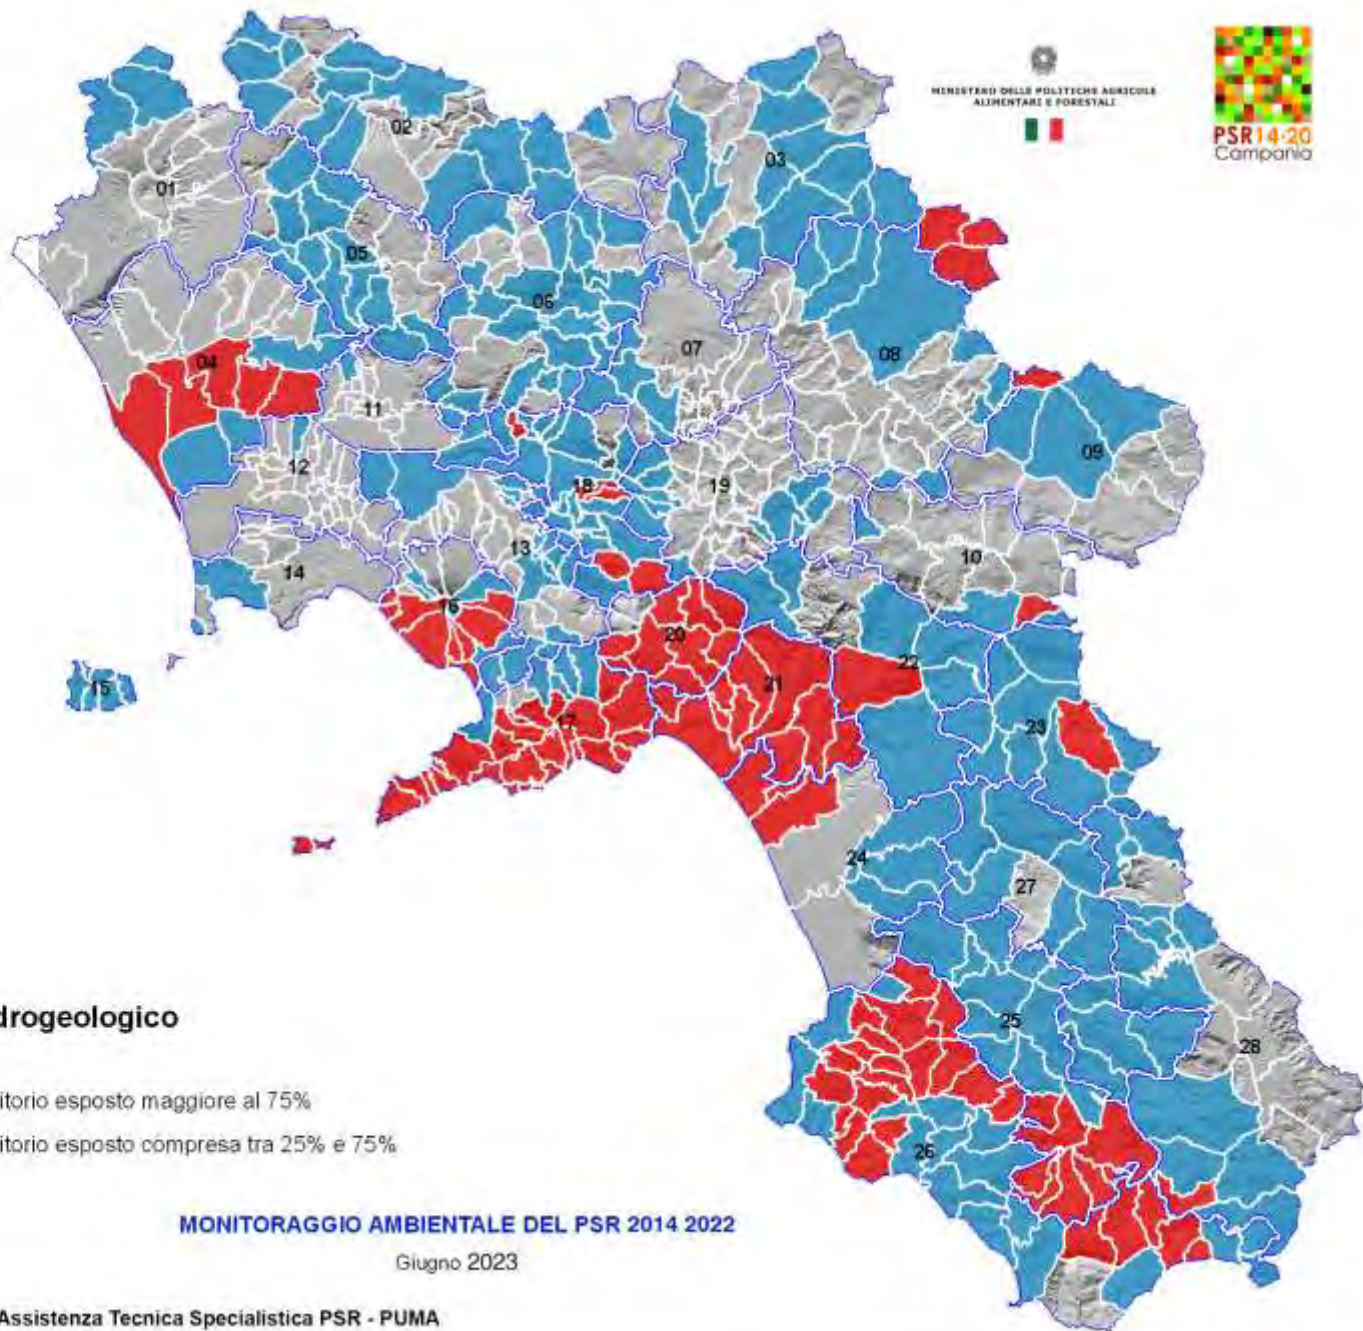 MINISTERO DELLE POLITICHE AGRICOLE
ALIMENTARI E FORESTALI
PSR14-20
Campania
02
03
01
05
06
07
08
04
11
09
12
18
19
13
10
14
16
20
22
15
21
17
23
24
27
drogeologico
25
28
itorio esposto maggiore al 75%
itorio esposto compresa tra 25% e 75%
26
MONITORAGGIO AMBIENTALE DEL PSR 2014 2022
Giugno 2023
Assistenza Tecnica Specialistica PSR - PUMA